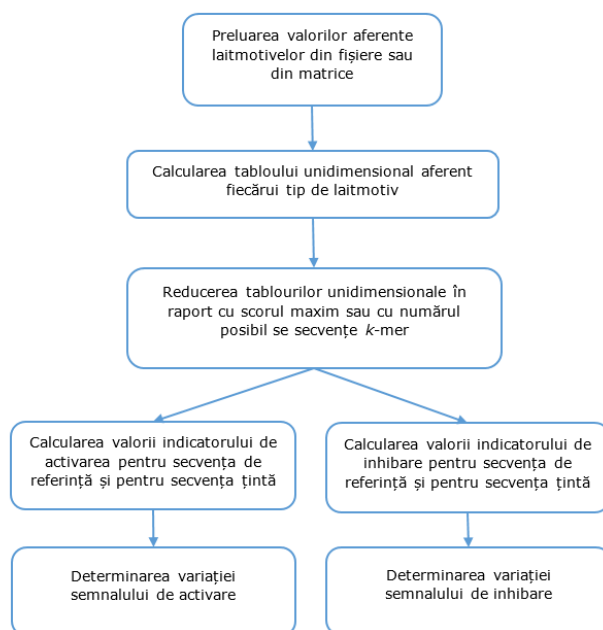 Preluarea valorilor aferente
laitmotivelor din fișiere sau
din matrice
Calcularea tabloului unidimensional aferent
fiecărui tip de laitmotiv
Reducerea tablourilor unidimensionale în
raport cu scorul maxim sau cu numărul
posibil se secvențe k-mer
Calcularea valorii indicatorului de
activarea pentru secvența de
referință și pentru secvența țintă
Calcularea valorii indicatorului de
inhibare pentru secvența de
referință și pentru secvența țintă
Determinarea variației
semnalului de activare
Determinarea variației
semnalului de inhibare